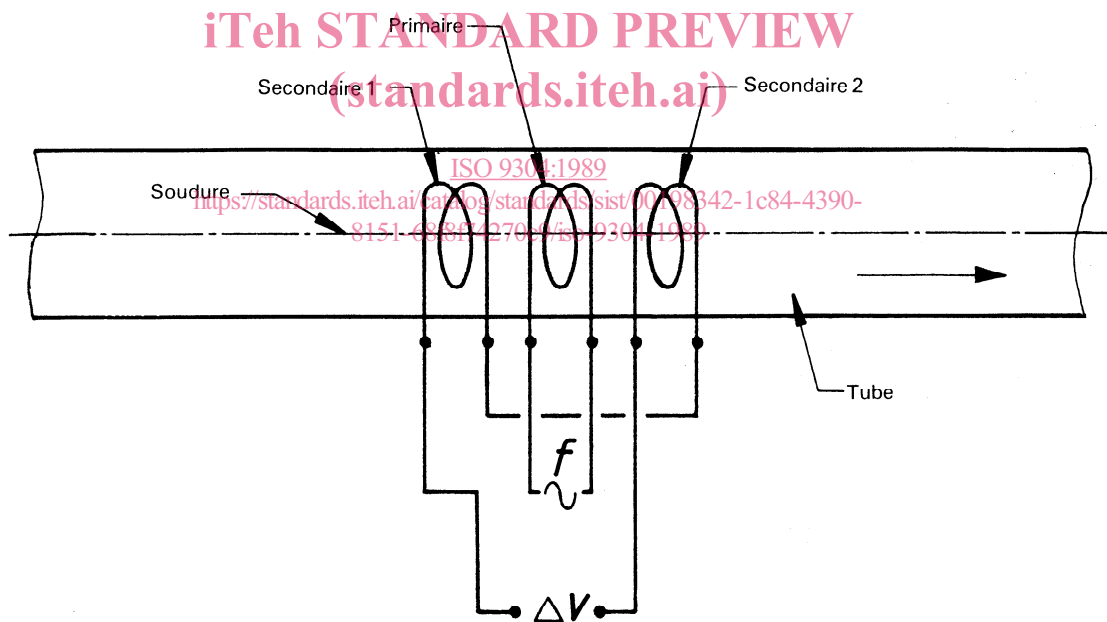 iTeh STANDARD PREVIEW
Primaire
(standards.iteh.ai)
Secondaire 1
Secondaire 2
ISO 9304:1989
Soudure
https://standards.iteh.ai/catalog/standards/sist/00198342-1c84-4390-
8151-68f8f74270e9/iso-9304-1989
Tube
f
ΔV